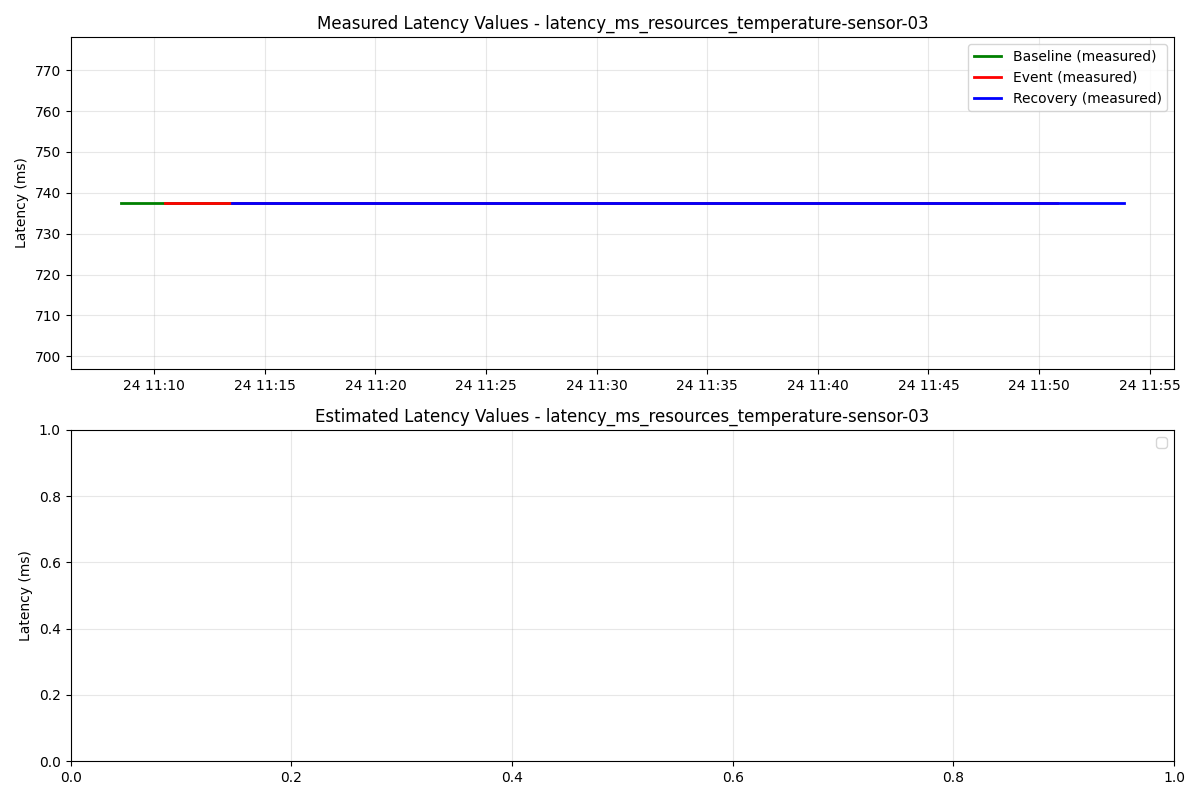 Measured Latency Values - latency_ms_resources_temperature-sensor-03
Baseline (measured)
Event (measured)
Recovery (measured)
Latency (ms)
770
760
750
740
730
720
710
700
24 11:10 24 11:15 24 11:20 24 11:25 24 11:30 24 11:35 24 11:40 24 11:45 24 11:50 24 11:55
Estimated Latency Values - latency_ms_resources_temperature-sensor-03
Latency (ms)
1.0
0.8
0.6
0.4
0.2
0.0
0.0 0.2 0.4 0.6 0.8 1.0